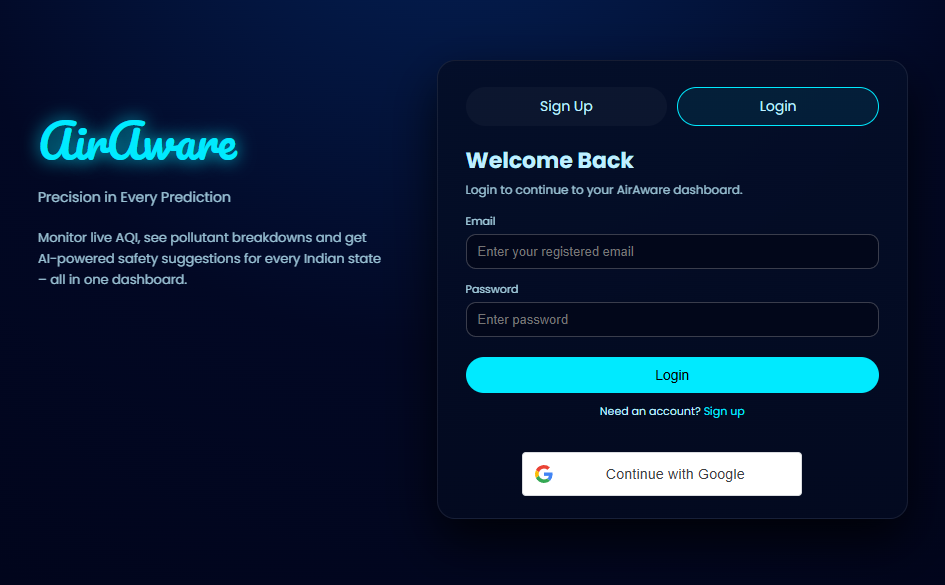 AirAware
Precision in Every Prediction
Monitor live AQI, see pollutant breakdowns and get
AI-powered safety suggestions for every Indian state
– all in one dashboard.
Sign Up
Login
Welcome Back
Login to continue to your AirAware dashboard.
Email
Enter your registered email
Password
Enter password
Login
Need an account? Sign up
Continue with Google